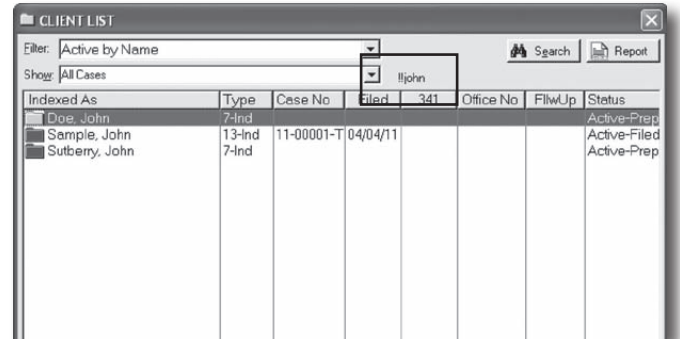 CLIENT LIST
Filter: Active by Name Search Report
Show: All Cases !!john
Indexed As Type Case No Filed 341 Office No FllwUp Status
Doe, John 7-Ind Active-Prep
Sample, John 13-Ind 11-00001-T 04/04/11 Active-Filed
Sutberry, John 7-Ind Active-Prep